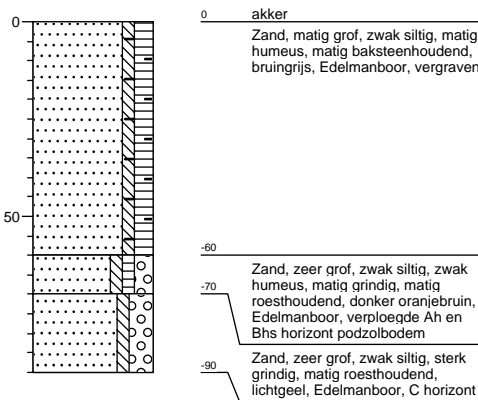 0
50
0 akker
Zand, matig grof, zwak siltig, matig
humeus, matig baksteenhoudend,
bruingrijs, Edelmanboor, vergraven
-60
Zand, zeer grof, zwak siltig, zwak
humeus, matig grindig, matig
-70
roesthoudend, donker oranjebruin,
Edelmanboor, verploegde Ah en
Bhs horizont podzolbodem
Zand, zeer grof, zwak siltig, sterk
-90
grindig, matig roesthoudend,
lichtgeel, Edelmanboor, C horizont